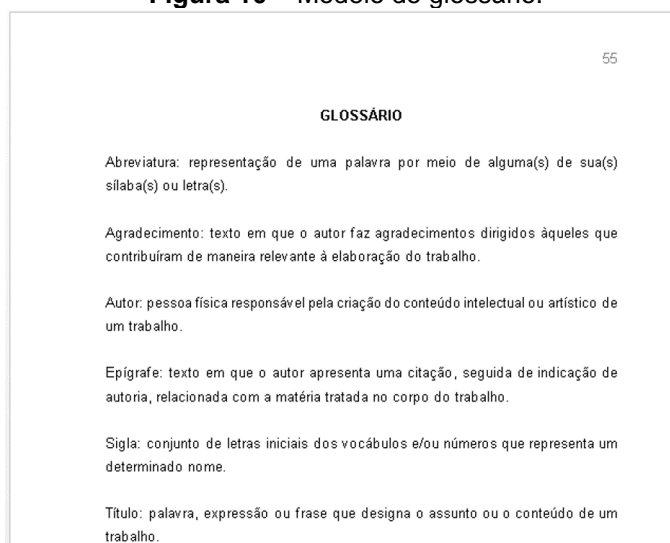 55
GLOSSÁRIO
Abreviatura: representação de uma palavra por meio de alguma(s) de sua(s)
sílaba(s) ou letra(s).
Agradecimento: texto em que o autor faz agradecimentos dirigidos àqueles que
contribuíram de maneira relevante à elaboração do trabalho.
Autor: pessoa física responsável pela criação do conteúdo intelectual ou artístico de
um trabalho.
Epígrafe: texto em que o autor apresenta uma citação, seguida de indicação de
autoria, relacionada com a matéria tratada no corpo do trabalho.
Sigla: conjunto de letras iniciais dos vocábulos e/ou números que representa um
determinado nome.
Título: palavra, expressão ou frase que designa o assunto ou o conteúdo de um
trabalho.